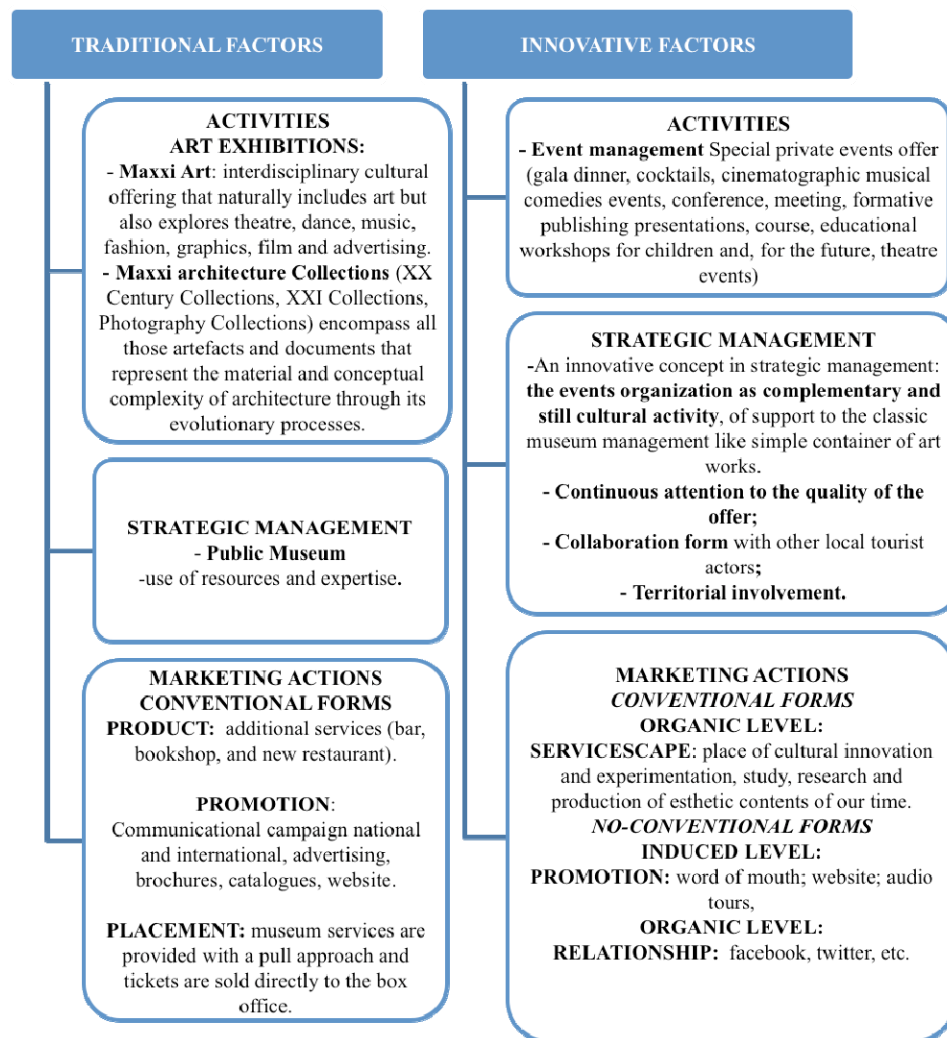 TRADITIONAL FACTORS
ACTIVITIES
ART EXHIBITIONS:
- Maxxi Art: interdisciplinary cultural
offering that naturally includes art but
also explores theatre, dance, music,
fashion, graphics, film and advertising.
- Maxxi architecture Collections (XX
Century Collections, XXI Collections,
Photography Collections) encompass all
those artefacts and documents that
represent the material and conceptual
complexity of architecture through its
evolutionary processes.
STRATEGIC MANAGEMENT
- Public Museum
-use of resources and expertise.
MARKETING ACTIONS
CONVENTIONAL FORMS
PRODUCT: additional services (bar,
bookshop, and new restaurant).
PROMOTION:
Communicational campaign national
and international, advertising,
brochures, catalogues, website.
PLACEMENT: museum services are
provided with a pull approach and
tickets are sold directly to the box
office.
INNOVATIVE FACTORS
ACTIVITIES
- Event management Special private events offer
(gala dinner, cocktails, cinematographic musical
comedies events, conference, meeting, formative
publishing presentations, course, educational
workshops for children and, for the future, theatre
events)
STRATEGIC MANAGEMENT
-An innovative concept in strategic management:
the events organization as complementary and
still cultural activity, of support to the classic
museum management like simple container of art
works.
- Continuous attention to the quality of the
offer;
- Collaboration form with other local tourist
actors;
- Territorial involvement.
MARKETING ACTIONS
CONVENTIONAL FORMS
ORGANIC LEVEL:
SERVICESCAPE: place of cultural innovation
and experimentation, study, research and
production of esthetic contents of our time.
NO-CONVENTIONAL FORMS
INDUCED LEVEL:
PROMOTION: word of mouth; website; audio
tours,
ORGANIC LEVEL:
RELATIONSHIP: facebook, twitter, etc.